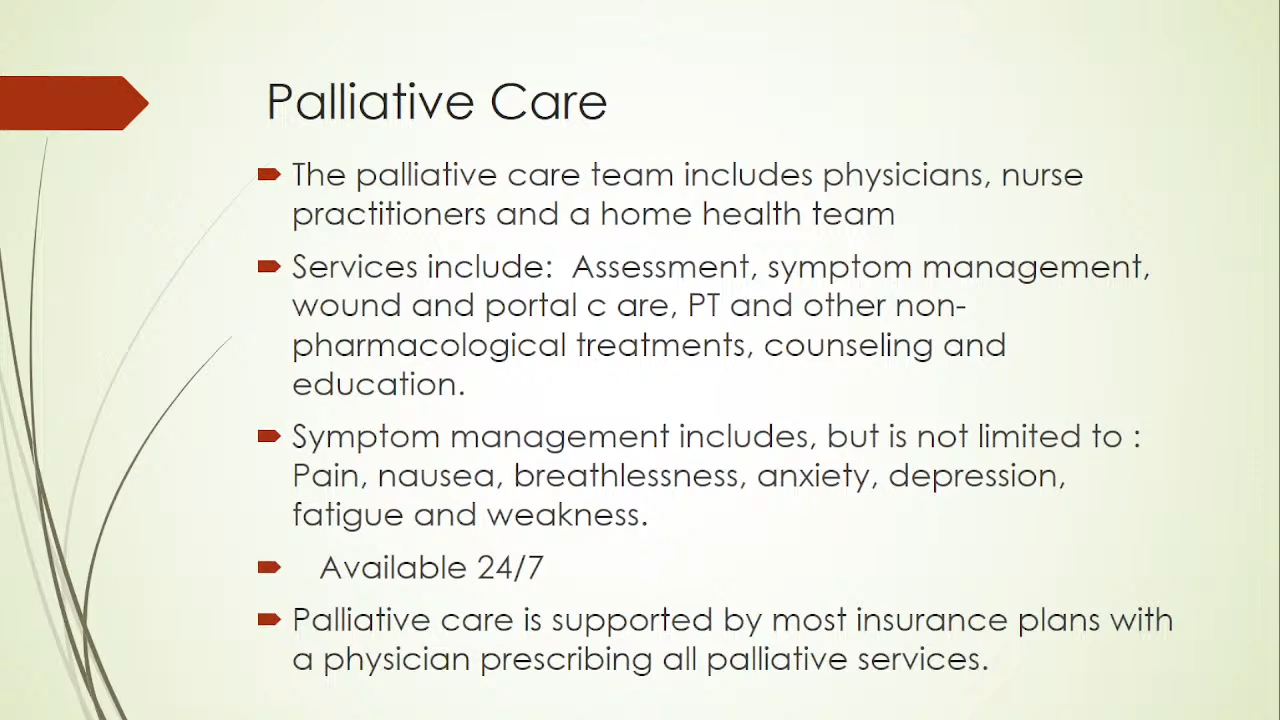 Palliative Care
The palliative care team includes physicians, nurse
practitioners and a home health team
Services include:  Assessment, symptom management,
wound and portal c are, PT and other non-
pharmacological treatments, counseling and
education.
Symptom management includes, but is not limited to :
Pain, nausea, breathlessness, anxiety, depression,
fatigue and weakness.
Available 24/7
Palliative care is supported by most insurance plans with
a physician prescribing all palliative services.